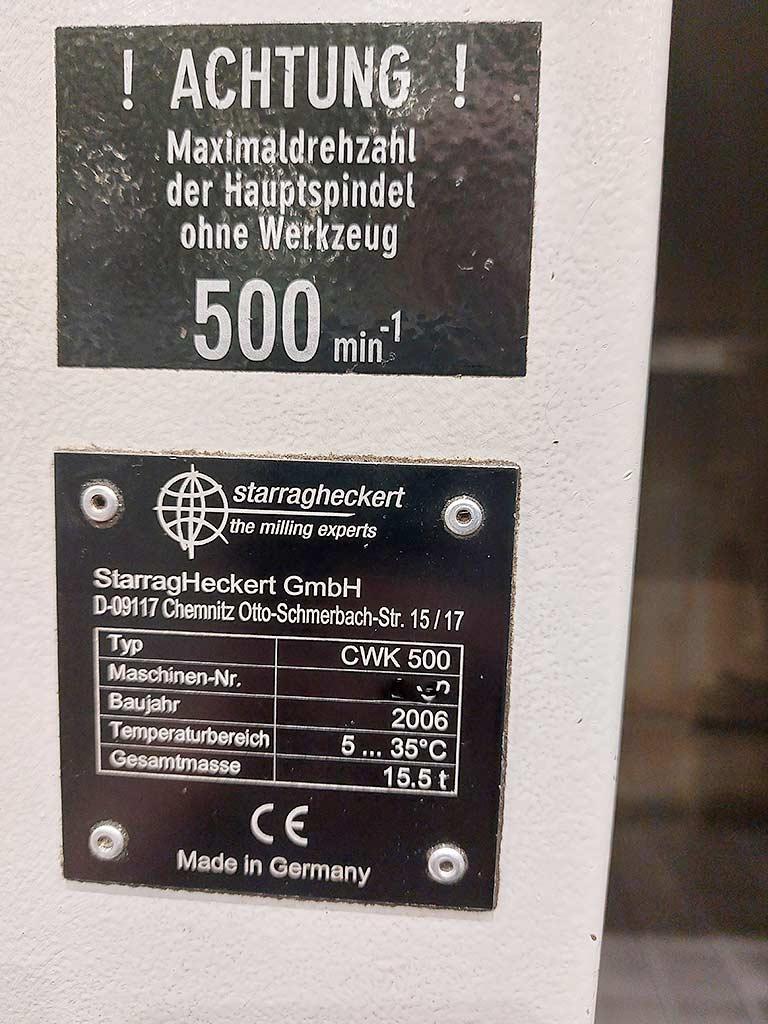 ! ACHTUNG !
Maximaldrehzahl
der Hauptspindel
ohne Werkzeug
500 min-1
starragheckert
the milling experts
StarragHeckert GmbH
D-09117 Chemnitz Otto-Schmerbach-Str. 15 / 17
Typ CWK 500
Maschinen-Nr.
Baujahr 2006
Temperaturbereich 5 ... 35°C
Gesamtmasse 15.5 t
CE
Made in Germany